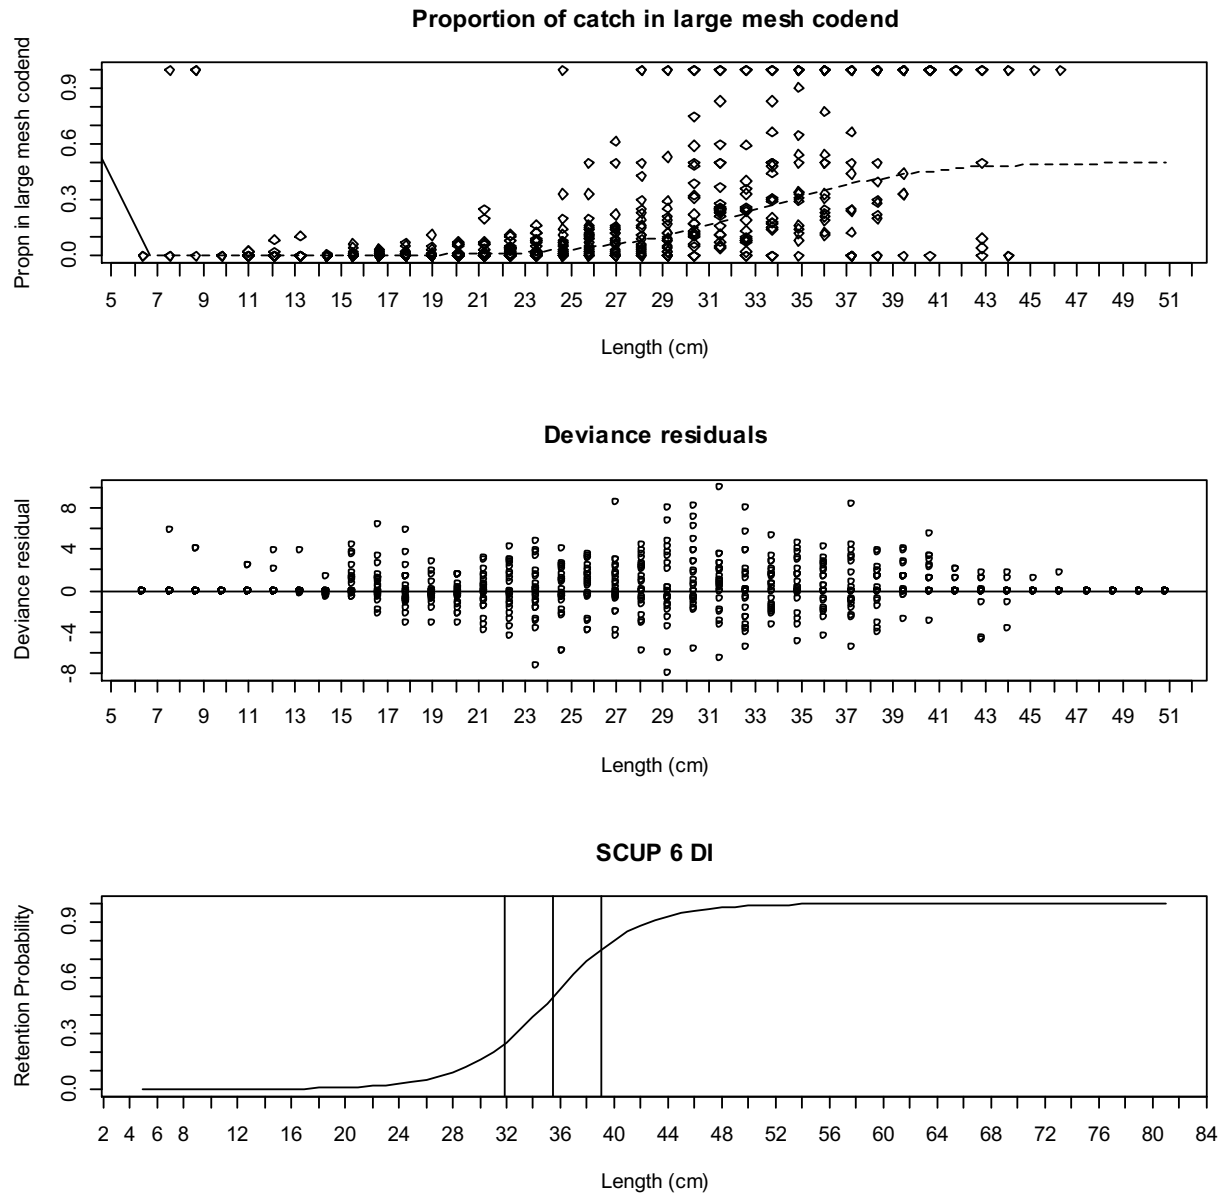 Proportion of catch in large mesh codend
Propn in large mesh codend
0.0 0.3 0.6 0.9
5 7 9 11 13 15 17 19 21 23 25 27 29 31 33 35 37 39 41 43 45 47 49 51
Length (cm)
Deviance residuals
Deviance residual
-8 -4 0 4 8
5 7 9 11 13 15 17 19 21 23 25 27 29 31 33 35 37 39 41 43 45 47 49 51
Length (cm)
SCUP 6 DI
Retention Probability
0.0 0.3 0.6 0.9
2 4 6 8 12 16 20 24 28 32 36 40 44 48 52 56 60 64 68 72 76 80 84
Length (cm)